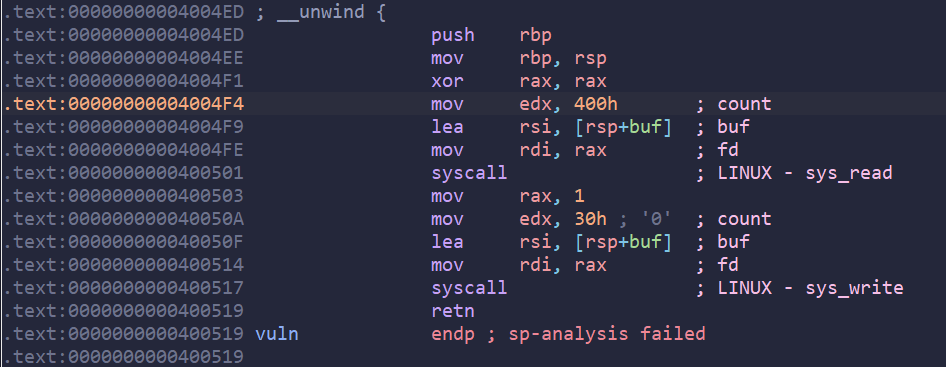 .text:00000000004004ED ; __unwind {
.text:00000000004004ED push rbp
.text:00000000004004EE mov rbp, rsp
.text:00000000004004F1 xor rax, rax
.text:00000000004004F4 mov edx, 400h ; count
.text:00000000004004F9 lea rsi, [rsp+buf] ; buf
.text:00000000004004FE mov rdi, rax ; fd
.text:0000000000400501 syscall ; LINUX - sys_read
.text:0000000000400503 mov rax, 1
.text:000000000040050A mov edx, 30h ; '0' ; count
.text:000000000040050F lea rsi, [rsp+buf] ; buf
.text:0000000000400514 mov rdi, rax ; fd
.text:0000000000400517 syscall ; LINUX - sys_write
.text:0000000000400519 retn
.text:0000000000400519 vuln endp ; sp-analysis failed
.text:0000000000400519